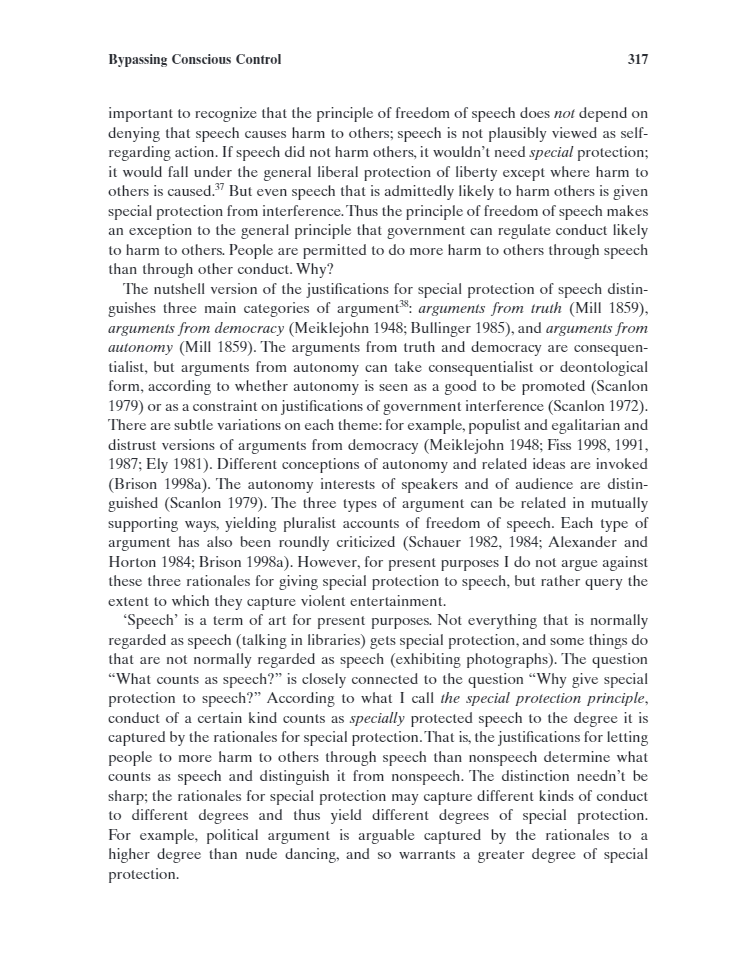 Bypassing Conscious Control 317
important to recognize that the principle of freedom of speech does not depend on
denying that speech causes harm to others; speech is not plausibly viewed as self-
regarding action. If speech did not harm others, it wouldn’t need special protection;
it would fall under the general liberal protection of liberty except where harm to
others is caused.37 But even speech that is admittedly likely to harm others is given
special protection from interference. Thus the principle of freedom of speech makes
an exception to the general principle that government can regulate conduct likely
to harm to others. People are permitted to do more harm to others through speech
than through other conduct. Why?
The nutshell version of the justifications for special protection of speech distin-
guishes three main categories of argument38: arguments from truth (Mill 1859),
arguments from democracy (Meiklejohn 1948; Bullinger 1985), and arguments from
autonomy (Mill 1859). The arguments from truth and democracy are consequen-
tialist, but arguments from autonomy can take consequentialist or deontological
form, according to whether autonomy is seen as a good to be promoted (Scanlon
1979) or as a constraint on justifications of government interference (Scanlon 1972).
There are subtle variations on each theme: for example, populist and egalitarian and
distrust versions of arguments from democracy (Meiklejohn 1948; Fiss 1998, 1991,
1987; Ely 1981). Different conceptions of autonomy and related ideas are invoked
(Brison 1998a). The autonomy interests of speakers and of audience are distin-
guished (Scanlon 1979). The three types of argument can be related in mutually
supporting ways, yielding pluralist accounts of freedom of speech. Each type of
argument has also been roundly criticized (Schauer 1982, 1984; Alexander and
Horton 1984; Brison 1998a). However, for present purposes I do not argue against
these three rationales for giving special protection to speech, but rather query the
extent to which they capture violent entertainment.
‘Speech’ is a term of art for present purposes. Not everything that is normally
regarded as speech (talking in libraries) gets special protection, and some things do
that are not normally regarded as speech (exhibiting photographs). The question
“What counts as speech?” is closely connected to the question “Why give special
protection to speech?” According to what I call the special protection principle,
conduct of a certain kind counts as specially protected speech to the degree it is
captured by the rationales for special protection. That is, the justifications for letting
people to more harm to others through speech than nonspeech determine what
counts as speech and distinguish it from nonspeech. The distinction needn’t be
sharp; the rationales for special protection may capture different kinds of conduct
to different degrees and thus yield different degrees of special protection.
For example, political argument is arguable captured by the rationales to a
higher degree than nude dancing, and so warrants a greater degree of special
protection.